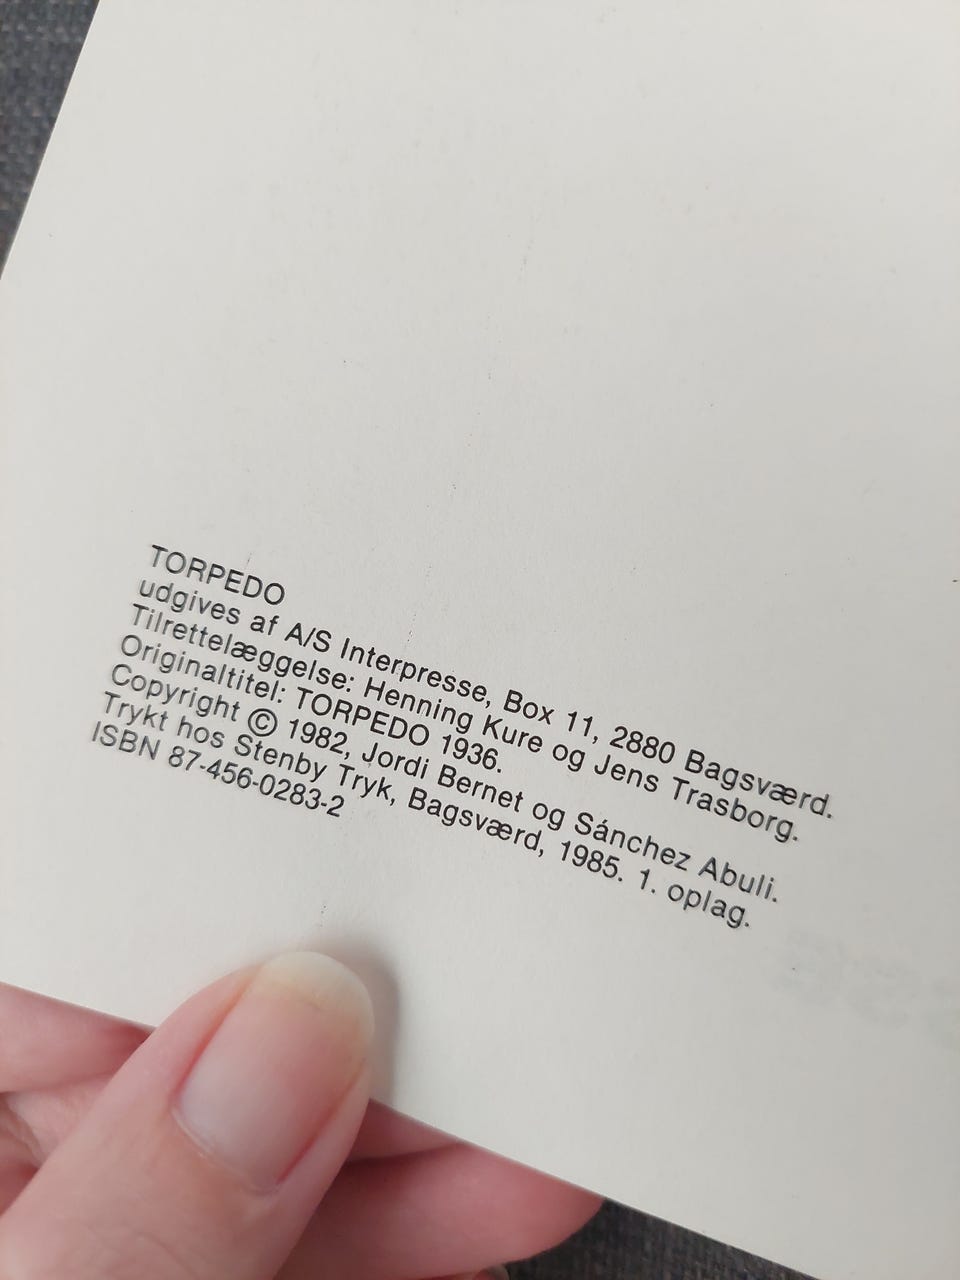 TORPEDO
udgives af A/S Interpresse, Box 11, 2880 Bagsværd.
Tilrettelæggelse: Henning Kure og Jens Trasborg.
Originaltitel: TORPEDO 1936.
Copyright © 1982, Jordi Bernet og Sánchez Abuli.
Trykt hos Stenby Tryk, Bagsværd, 1985. 1. oplag.
ISBN 87-456-0283-2